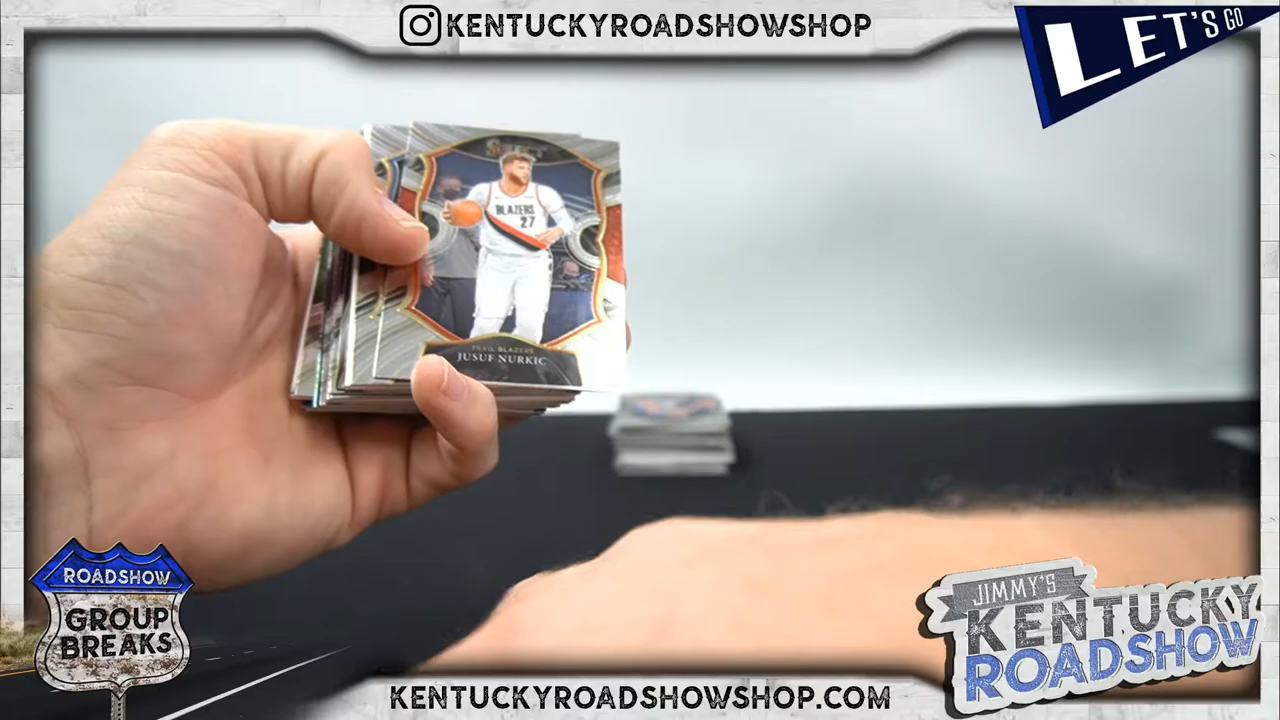 KENTUCKYROADSHOWSHOP
LET'S GO
SELECT
BLAZERS
27
TRAIL BLAZERS
JUSUF NURKIC
ROADSHOW
GROUP
BREAKS
JIMMY'S
KENTUCKY
ROADSHOW
KENTUCKYROADSHOWSHOP.COM